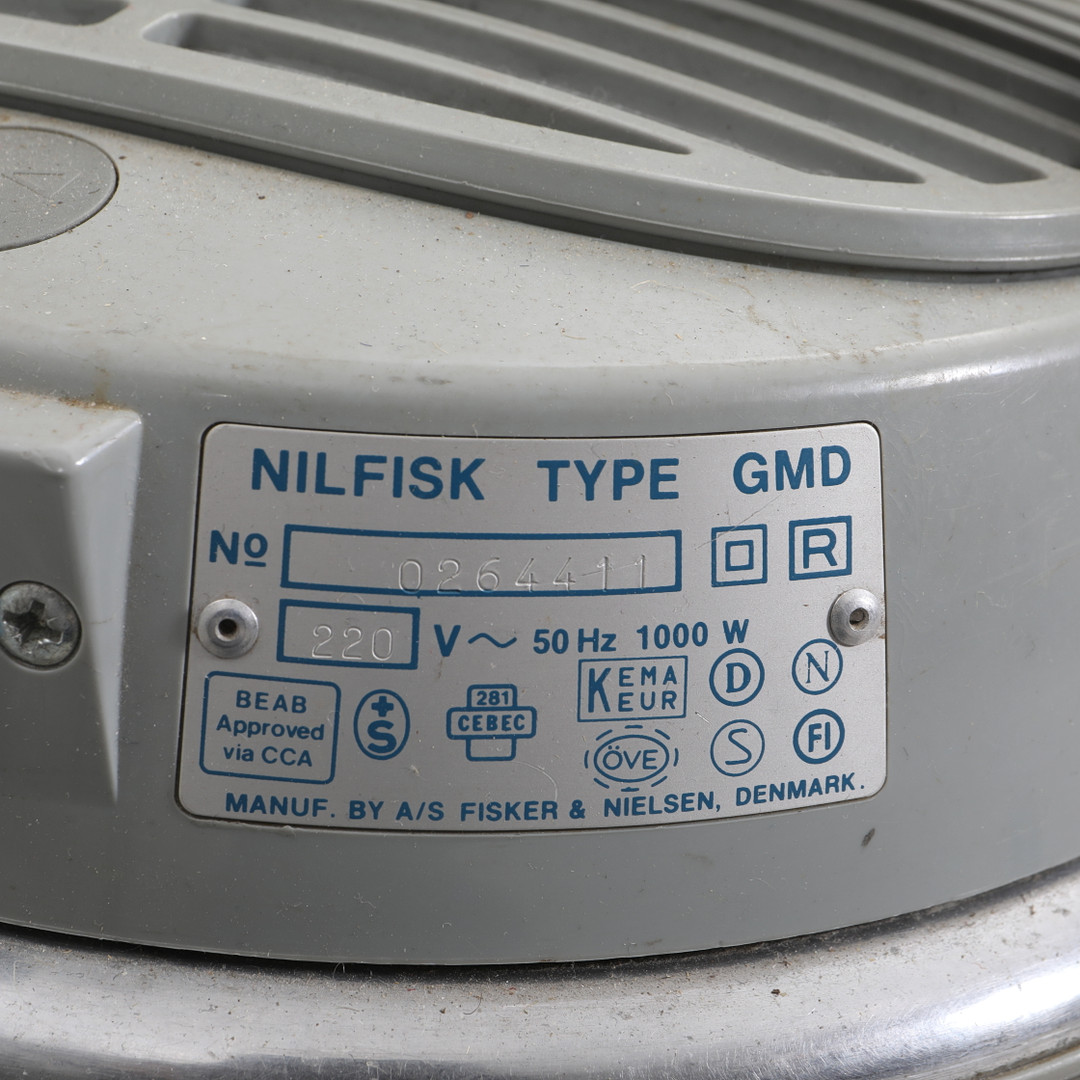 NILFISK TYPE GMD
Nº 0264411 R
220 V ~ 50 Hz 1000 W
BEAB
Approved
via CCA
+
S
281
CEBEC
KEMA
KEUR
ÖVE
D
N
S
FI
MANUF. BY A/S FISKER & NIELSEN, DENMARK.